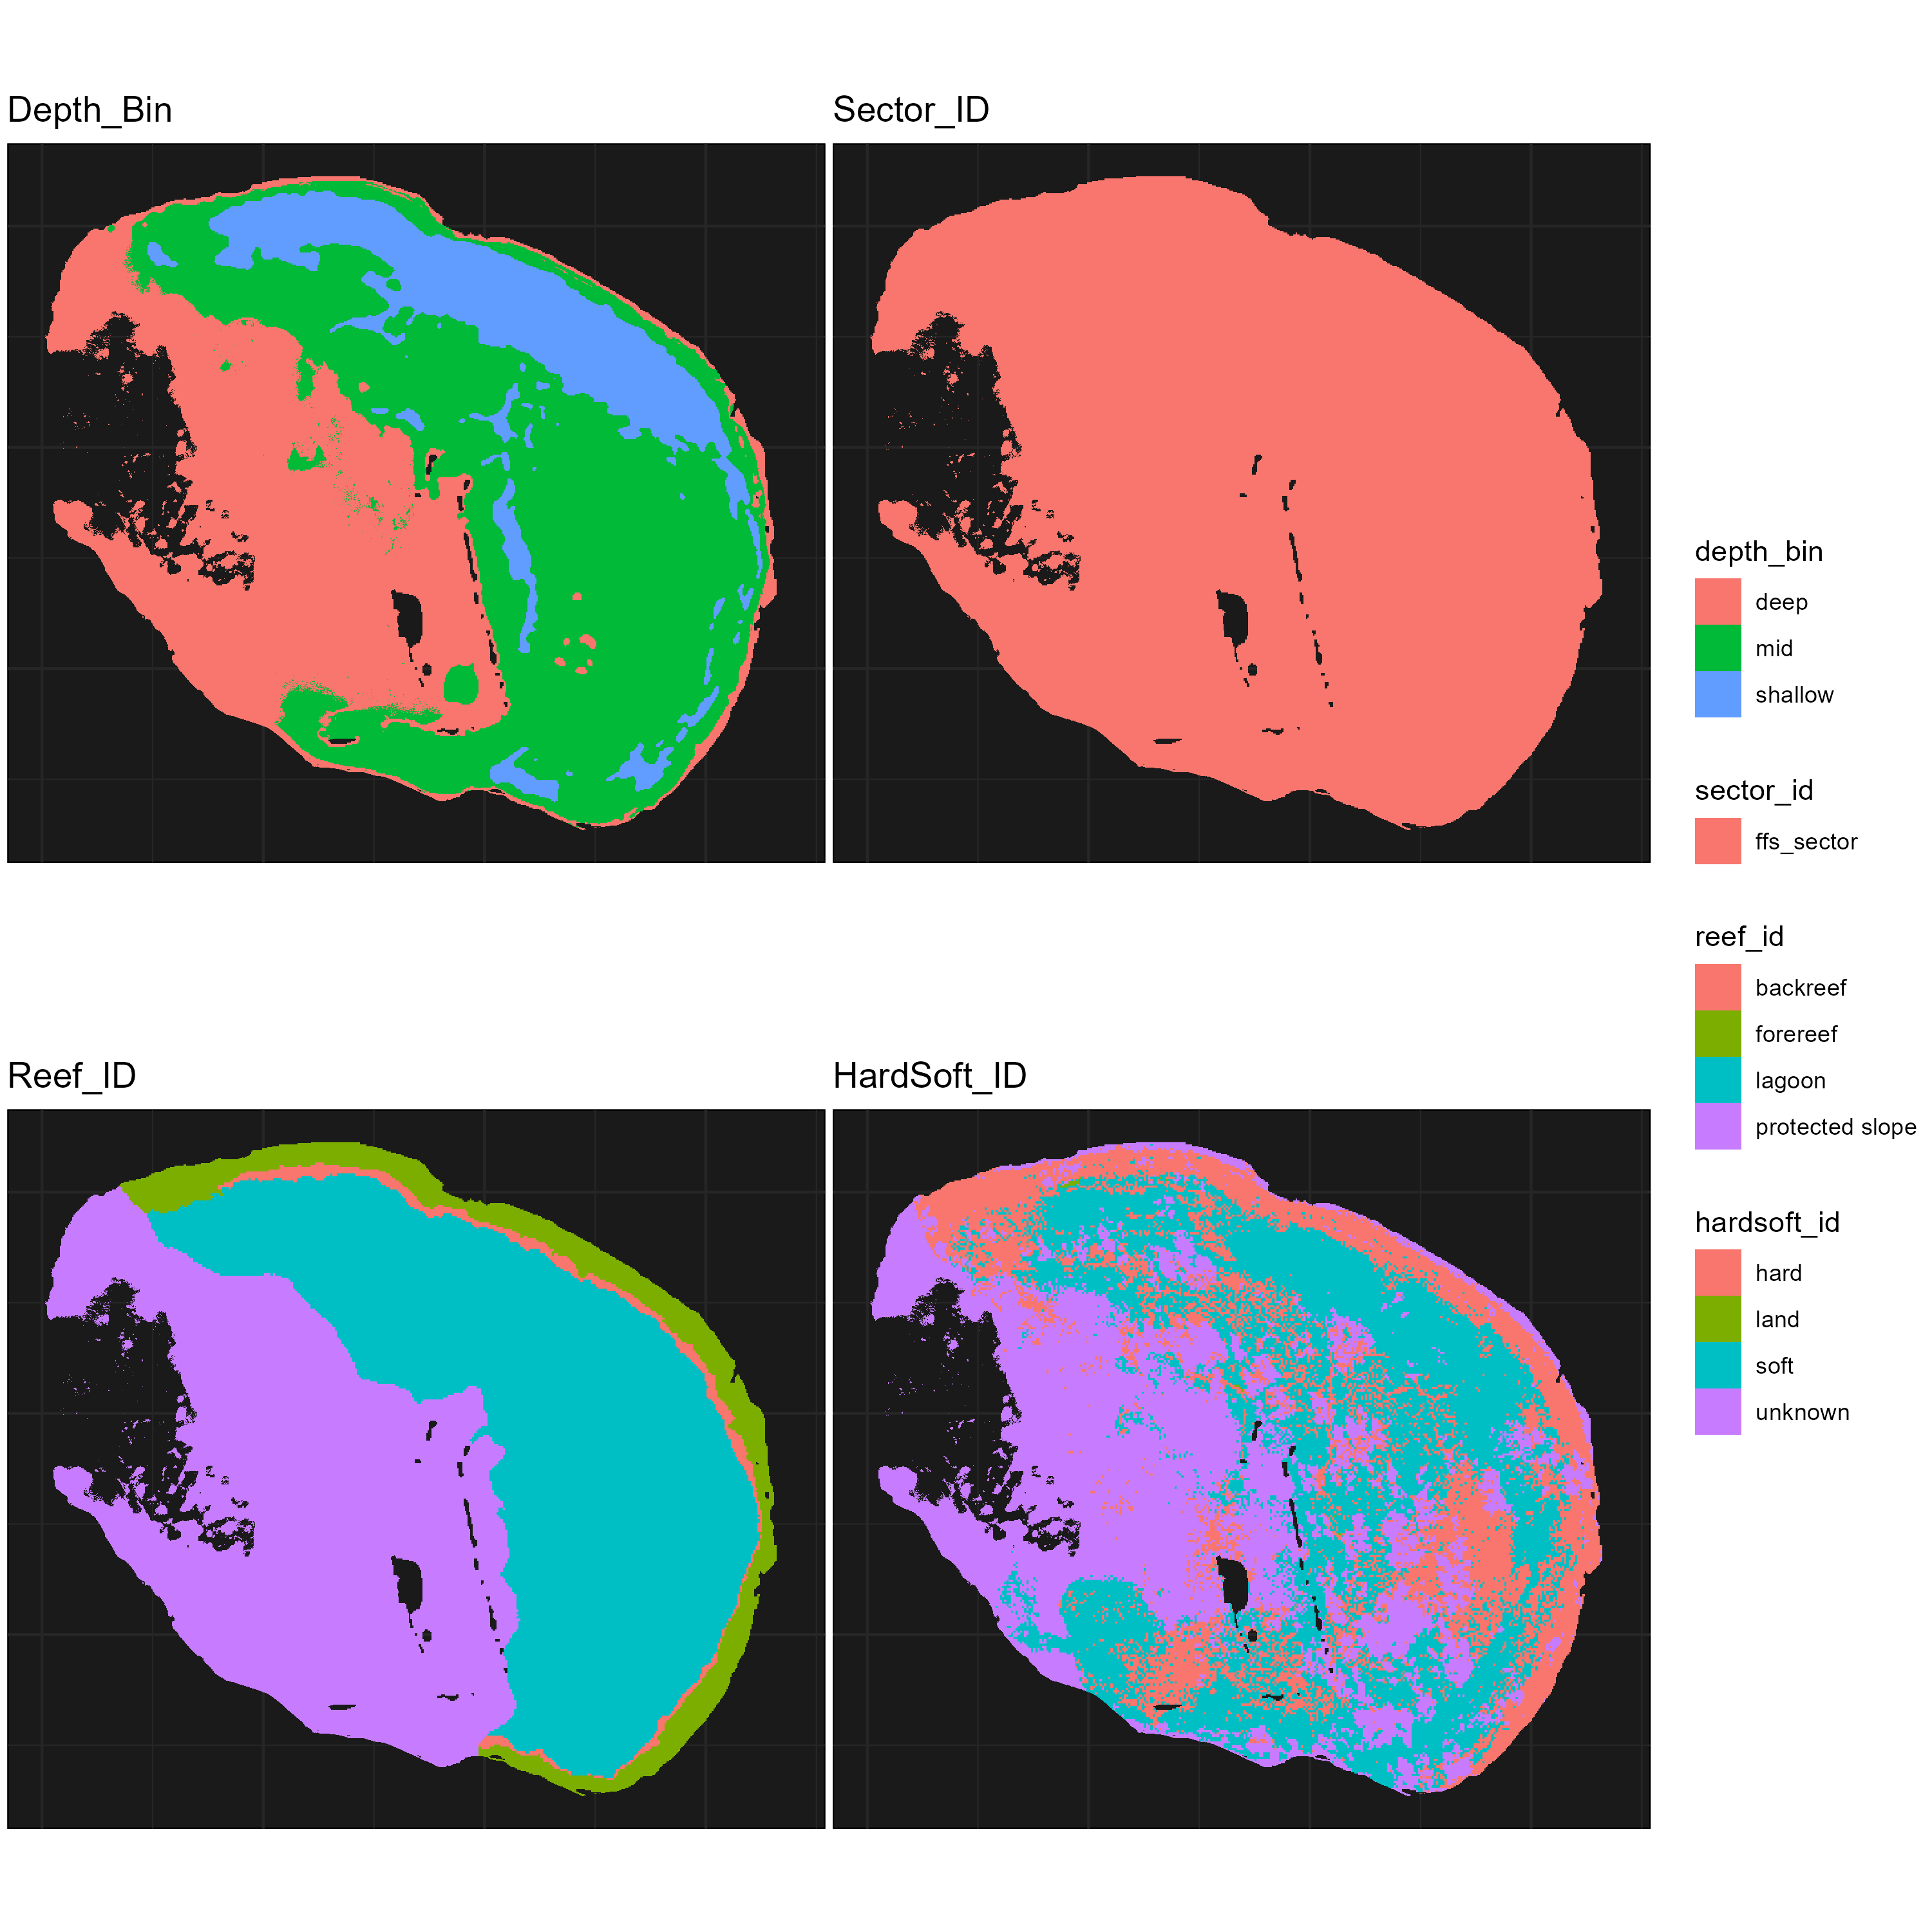 Depth_Bin
Sector_ID
Reef_ID
HardSoft_ID
depth_bin
deep
mid
shallow
sector_id
ffs_sector
reef_id
backreef
forereef
lagoon
protected slope
hardsoft_id
hard
land
soft
unknown